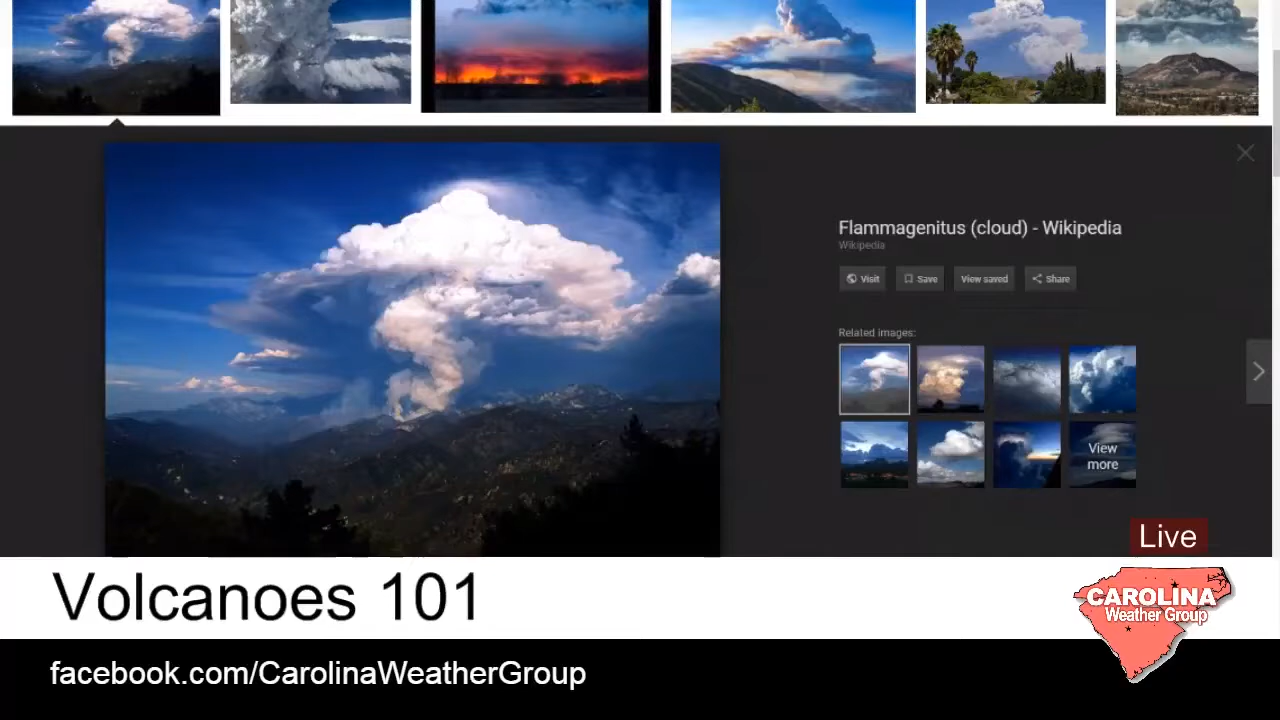 Flammagenitus (cloud) - Wikipedia
Wikipedia
Visit
Save
View saved
Share
Related images:
View
more
Live
Volcanoes 101
CAROLINA
Weather Group
facebook.com/CarolinaWeatherGroup